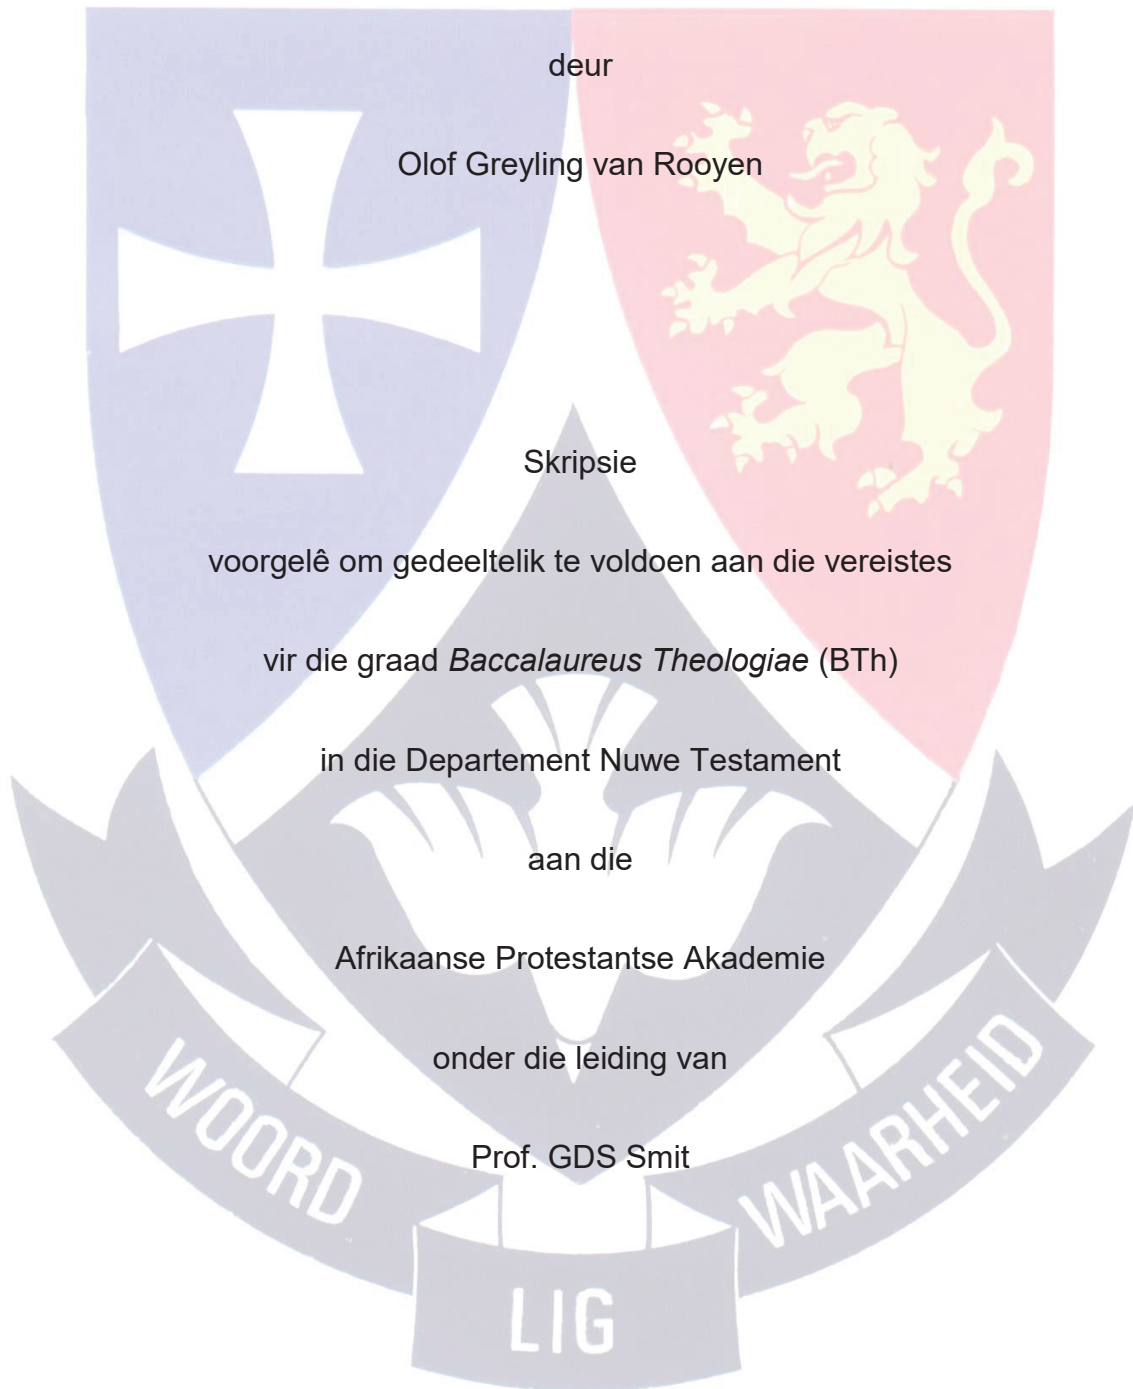 deur
Olof Greyling van Rooyen
Skripsie
voorgelê om gedeeltelik te voldoen aan die vereistes
vir die graad Baccalaureus Theologiae (BTh)
in die Departement Nuwe Testament
aan die
Afrikaanse Protestantse Akademie
onder die leiding van
Prof. GDS Smit
WOORD
LIG
WAARHEID